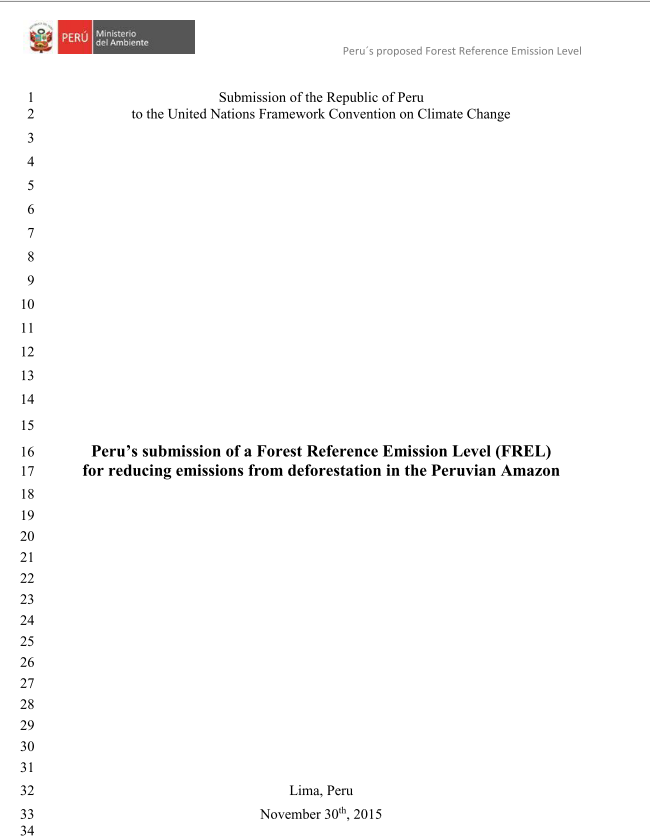 PERÚ
Ministerio
del Ambiente
Peru´s proposed Forest Reference Emission Level
1 Submission of the Republic of Peru
2 to the United Nations Framework Convention on Climate Change
3
4
5
6
7
8
9
10
11
12
13
14
15
16 Peru’s submission of a Forest Reference Emission Level (FREL)
17 for reducing emissions from deforestation in the Peruvian Amazon
18
19
20
21
22
23
24
25
26
27
28
29
30
31
32 Lima, Peru
33 November 30th, 2015
34